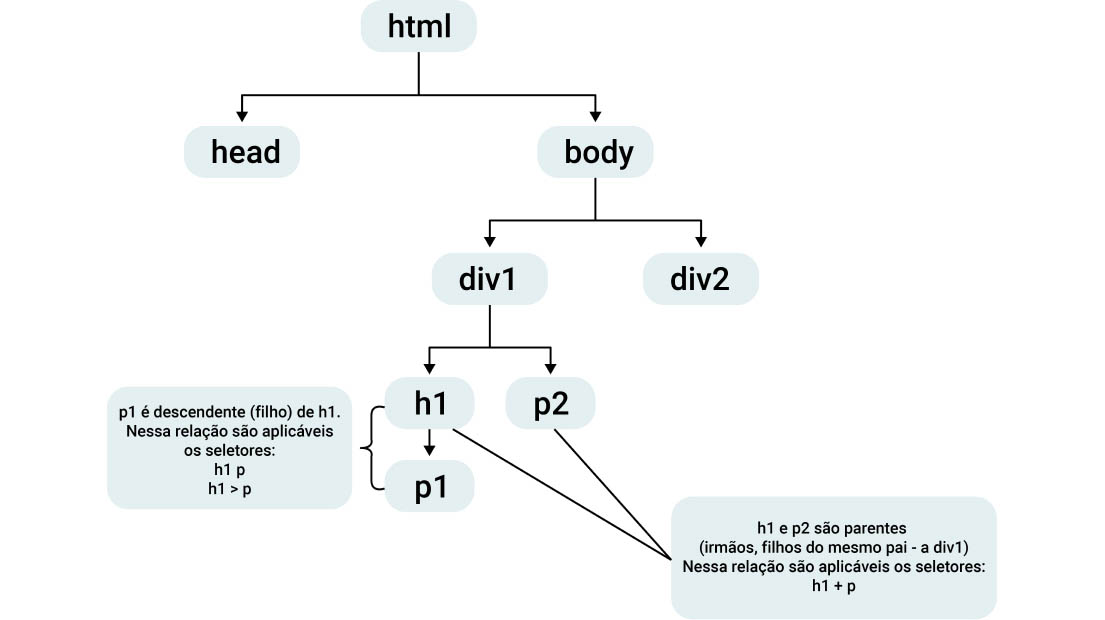 html
head
body
div1
div2
h1
p2
p1 é descendente (filho) de h1.
Nessa relação são aplicáveis
os seletores:
h1 p
h1 > p
p1
h1 e p2 são parentes
(irmãos, filhos do mesmo pai - a div1)
Nessa relação são aplicáveis os seletores:
h1 + p